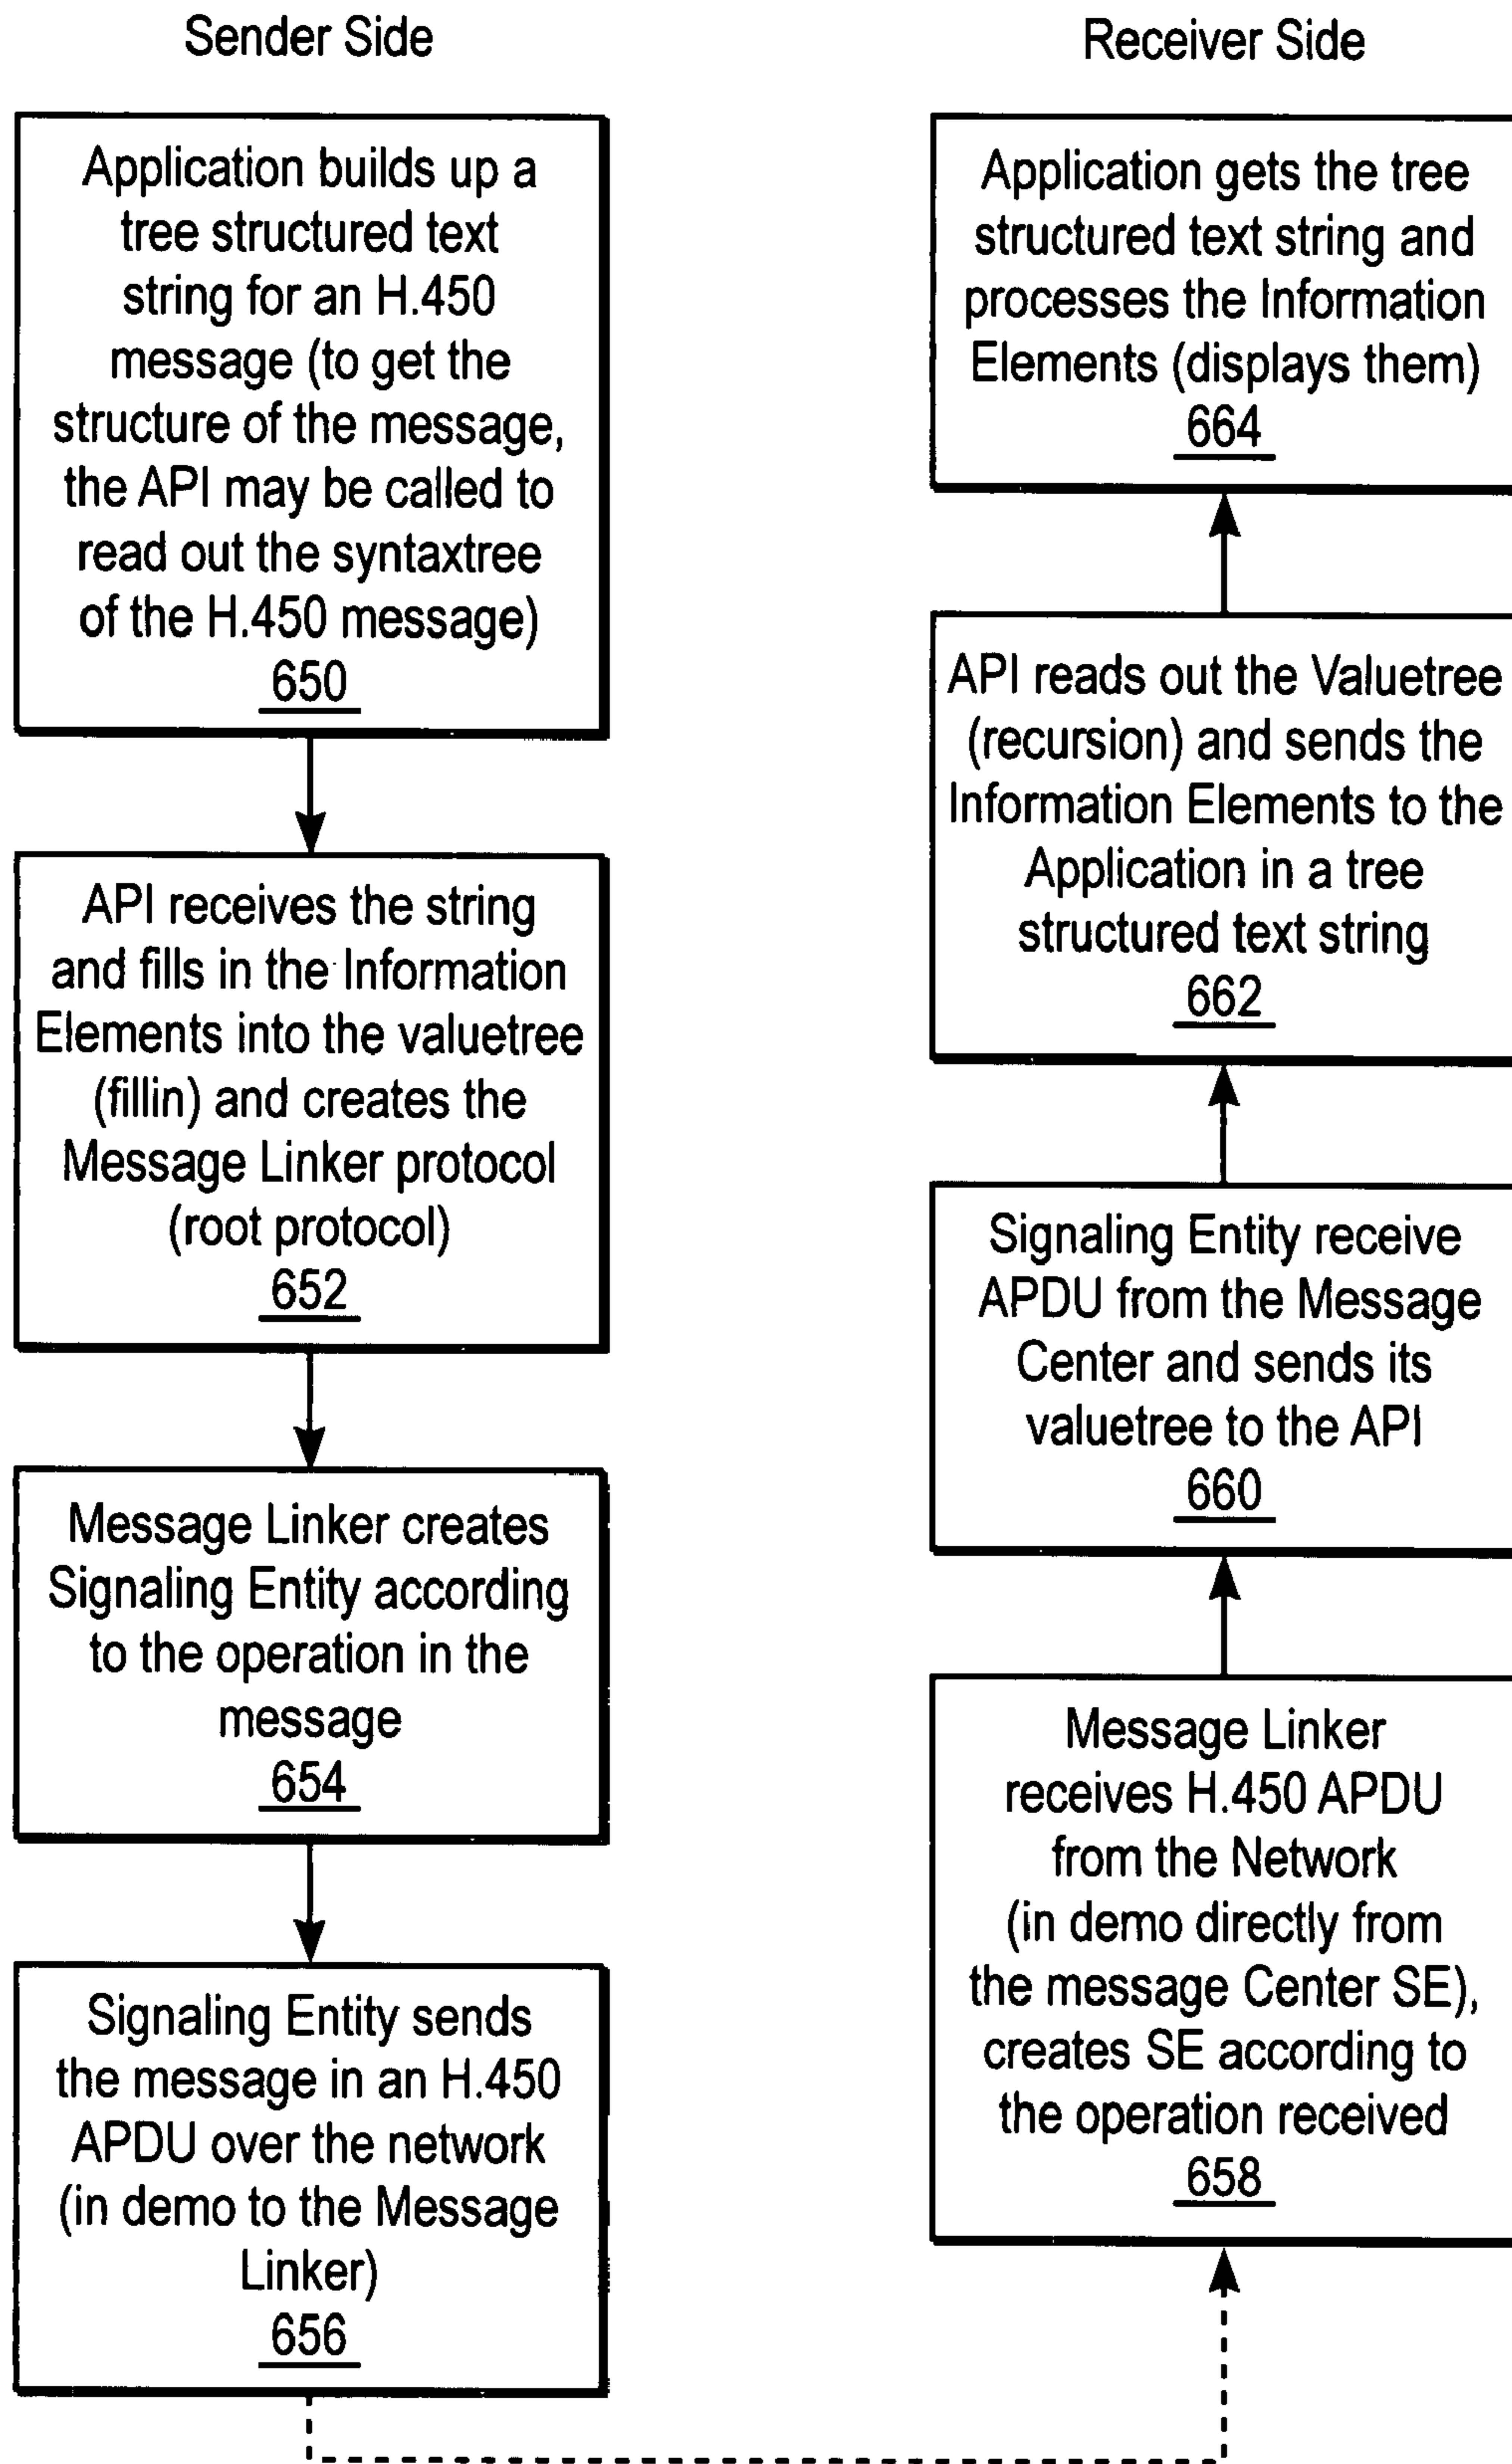 Sender Side
Application builds up a
tree structured text
string for an H.450
message (to get the
structure of the message,
the API may be called to
read out the syntaxtree
of the H.450 message)
650
API receives the string
and fills in the Information
Elements into the valuetree
(fillin) and creates the
Message Linker protocol
(root protocol)
652
Message Linker creates
Signaling Entity according
to the operation in the
message
654
Signaling Entity sends
the message in an H.450
APDU over the network
(in demo to the Message
Linker)
656
Receiver Side
Application gets the tree
structured text string and
processes the Information
Elements (displays them)
664
API reads out the Valuetree
(recursion) and sends the
Information Elements to the
Application in a tree
structured text string
662
Signaling Entity receive
APDU from the Message
Center and sends its
valuetree to the API
660
Message Linker
receives H.450 APDU
from the Network
(in demo directly from
the message Center SE),
creates SE according to
the operation received
658